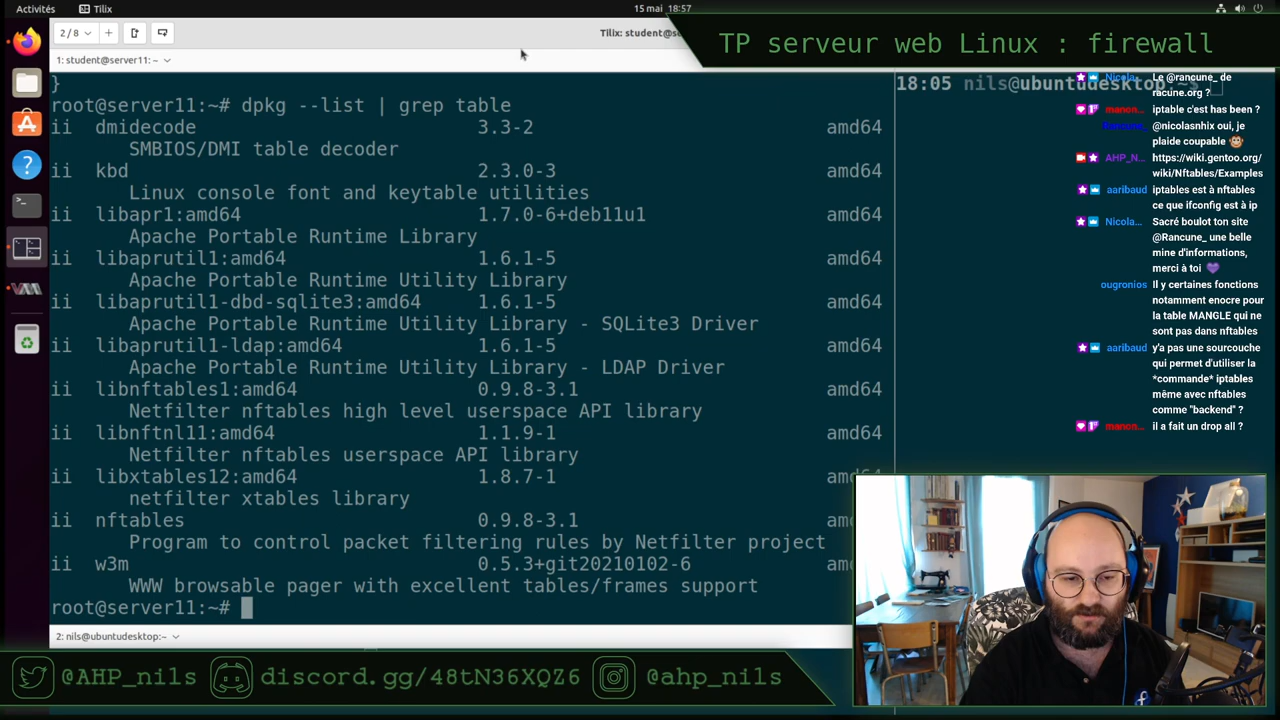 Activités
Tilix
15 mai 18:57
2/8
Tilix: student@se
TP serveur web Linux : firewall
1: student@server11: ~
}
root@server11:~# dpkg --list | grep table
ii dmidecode 3.3-2 amd64
SMBIOS/DMI table decoder
ii kbd 2.3.0-3 amd64
Linux console font and keytable utilities
ii libapr1:amd64 1.7.0-6+deb11u1 amd64
Apache Portable Runtime Library
ii libaprutil1:amd64 1.6.1-5 amd64
Apache Portable Runtime Utility Library
ii libaprutil1-dbd-sqlite3:amd64 1.6.1-5 amd64
Apache Portable Runtime Utility Library - SQLite3 Driver
ii libaprutil1-ldap:amd64 1.6.1-5 amd64
Apache Portable Runtime Utility Library - LDAP Driver
ii libnftables1:amd64 0.9.8-3.1 amd64
Netfilter nftables high level userspace API library
ii libnftnl11:amd64 1.1.9-1 amd64
Netfilter nftables userspace API library
ii libxtables12:amd64 1.8.7-1 amd64
netfilter xtables library
ii nftables 0.9.8-3.1 amd
Program to control packet filtering rules by Netfilter project
ii w3m 0.5.3+git20210102-6 amd
WWW browsable pager with excellent tables/frames support
root@server11:~#
2: nils@ubuntudesktop:~
18:05 nils@ubuntudesktop:~$
Nicola... Le @rancune_ de
racune.org ?
manon... iptable c'est has been ?
@nicolasnhix oui, je
plaide coupable
AHP_N... https://wiki.gentoo.org/
wiki/Nftables/Examples
aaribaud iptables est à nftables
ce que ifconfig est à ip
Nicola... Sacré boulot ton site
@Rancune_ une belle
mine d'informations,
merci à toi
ougronios Il y certaines fonctions
notamment enocre pour
la table MANGLE qui ne
sont pas dans nftables
aaribaud y'a pas une sourcouche
qui permet d'utiliser la
*commande* iptables
même avec nftables
comme "backend" ?
manon... il a fait un drop all ?
@AHP_nils
discord.gg/48tN36XQZ6
@ahp_nils